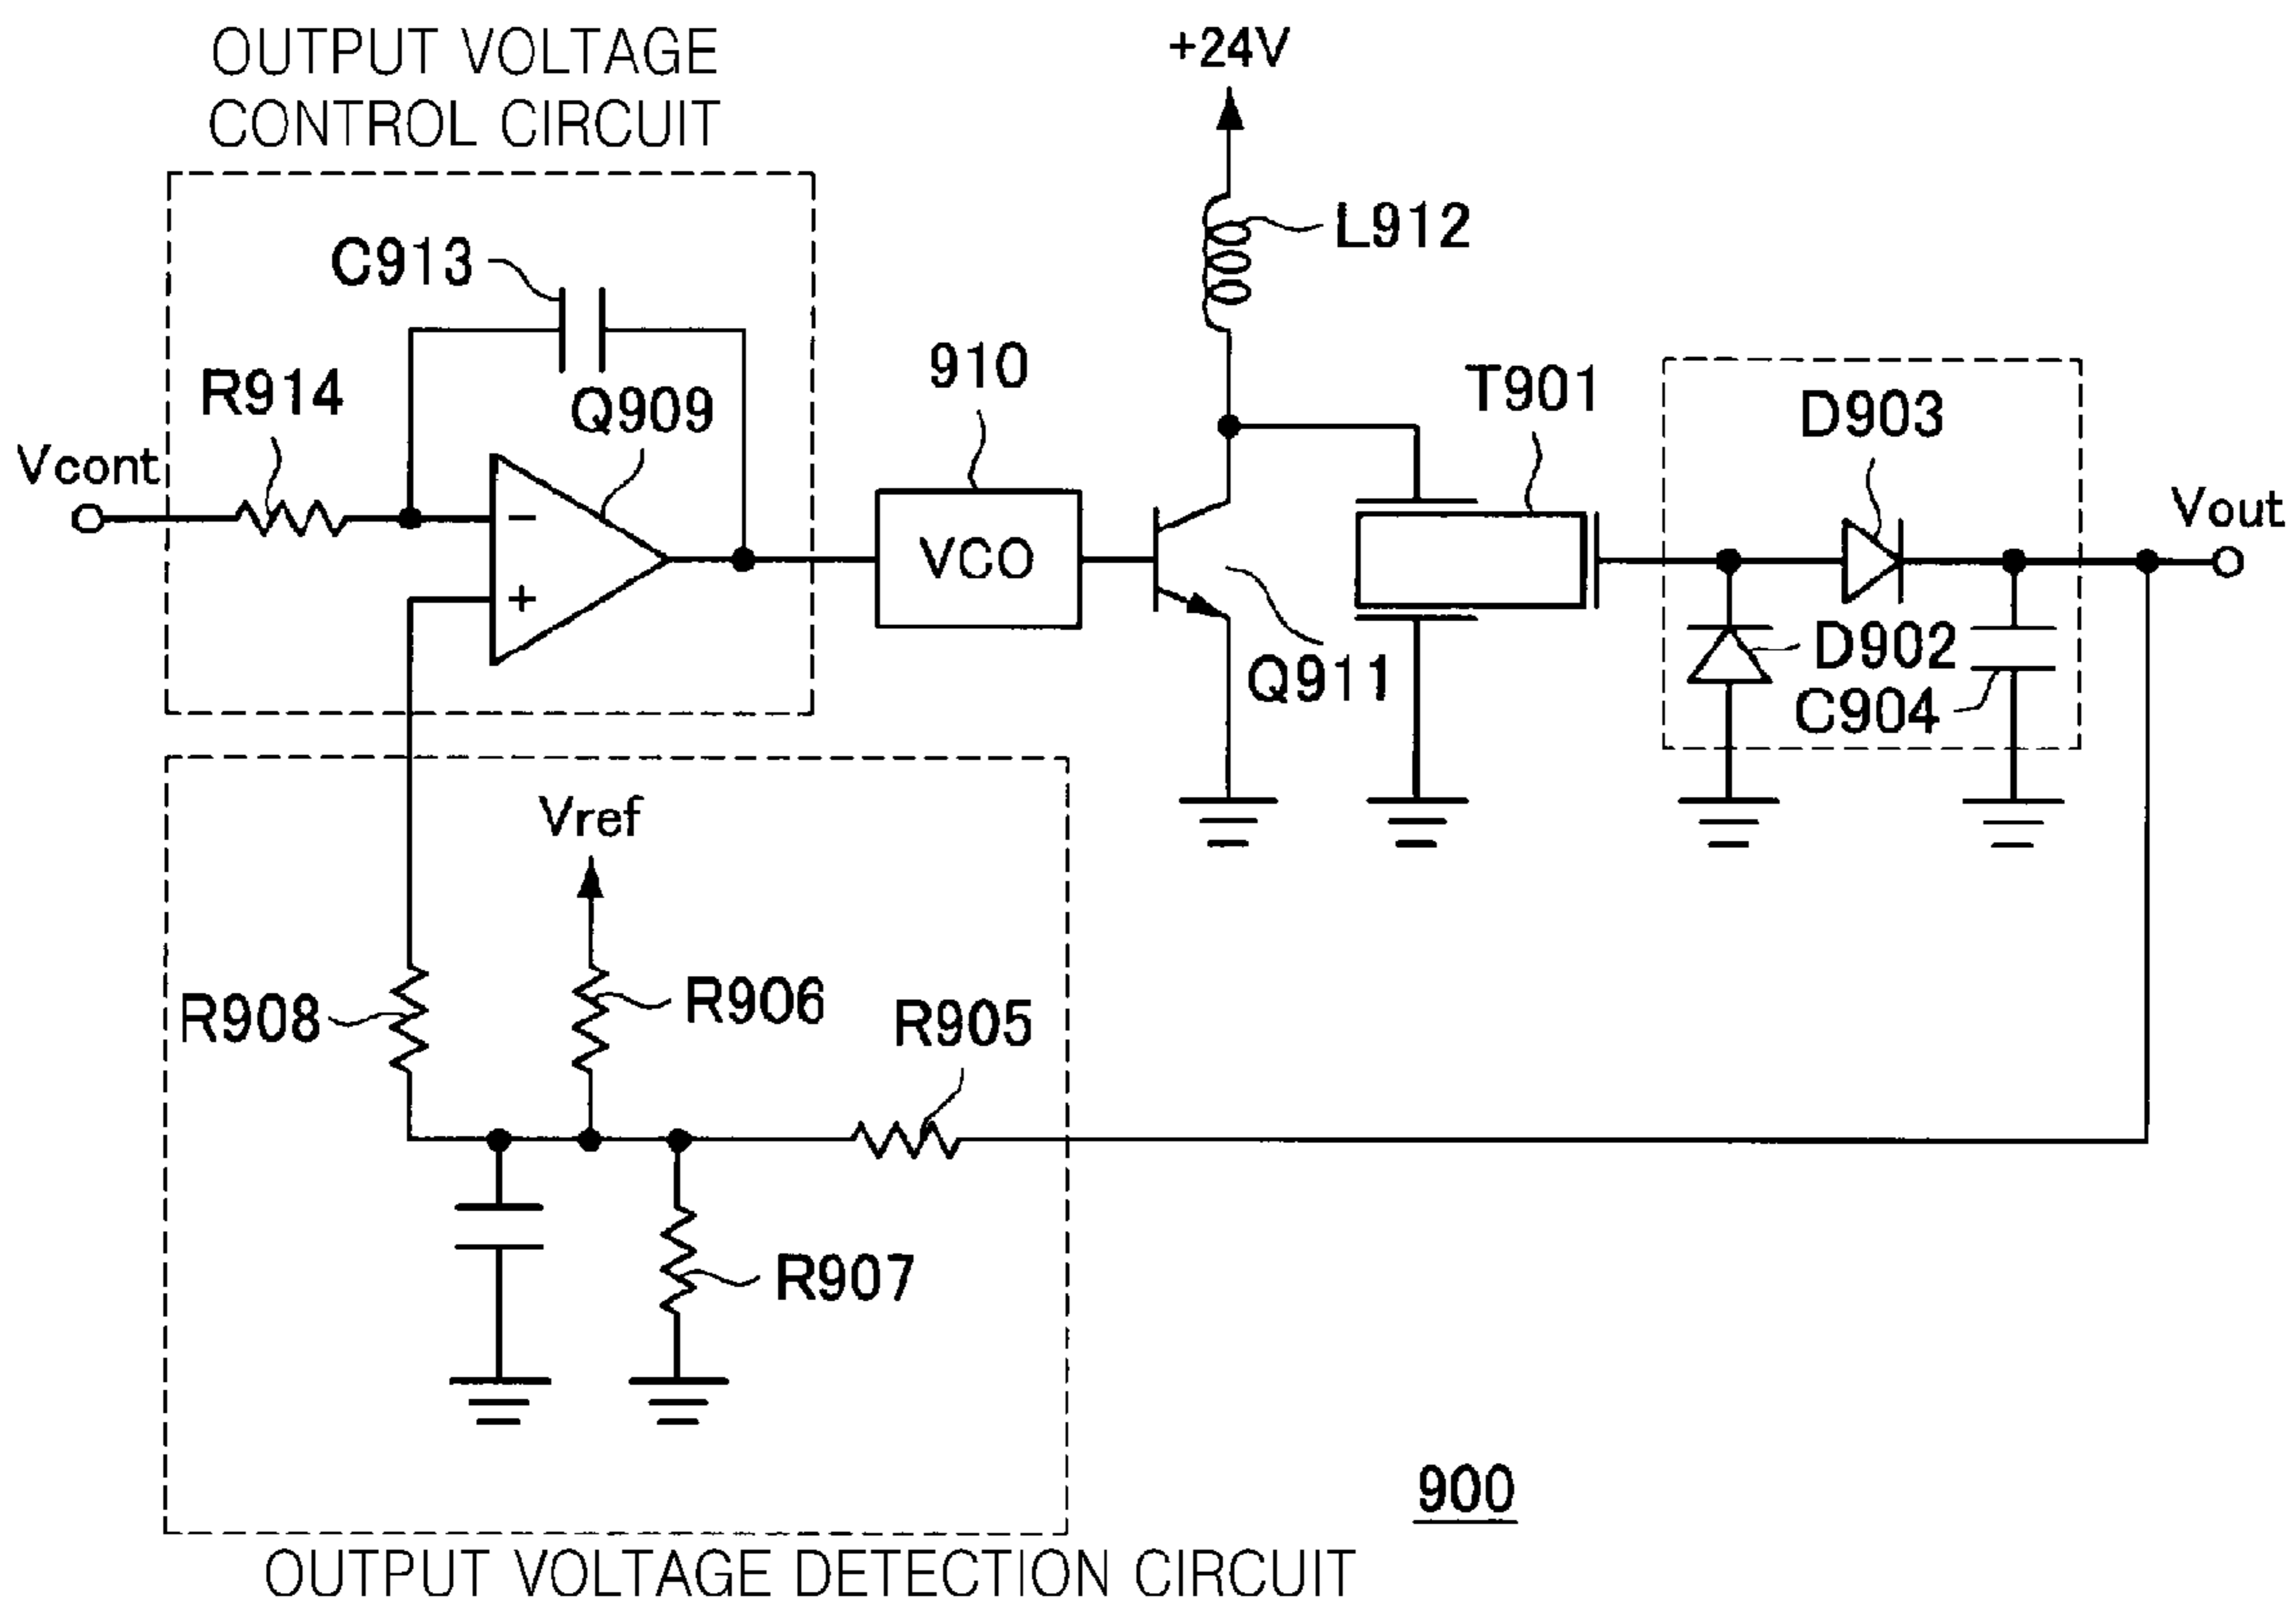 OUTPUT VOLTAGE
CONTROL CIRCUIT
+24V
L912
C913
R914
Q909
910
T901
D903
Vcont
Vout
−
VCO
+
D902
Q911
C904
Vref
R908
R906
R905
R907
900
OUTPUT VOLTAGE DETECTION CIRCUIT